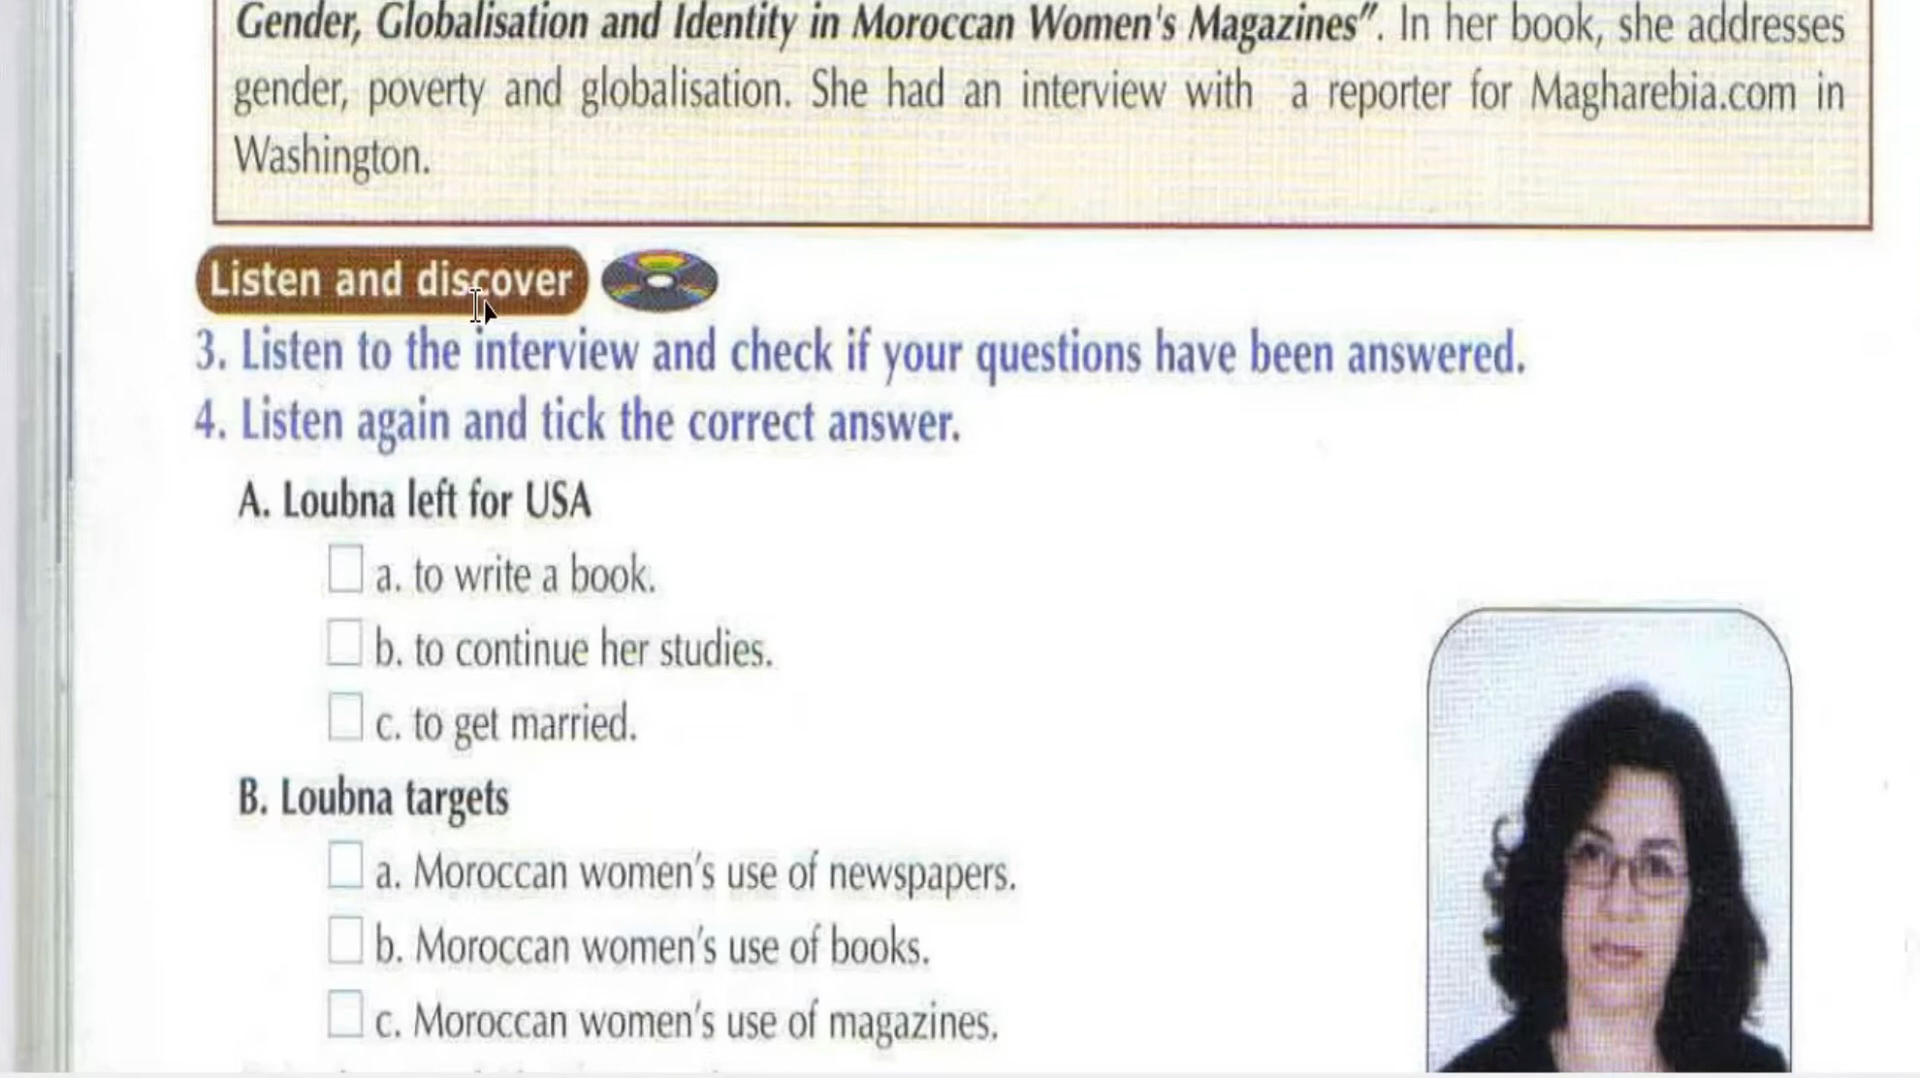 Gender, Globalisation and Identity in Moroccan Women's Magazines". In her book, she addresses
gender, poverty and globalisation. She had an interview with a reporter for Magharebia.com in
Washington.
Listen and discover
3. Listen to the interview and check if your questions have been answered.
4. Listen again and tick the correct answer.
A. Loubna left for USA
a. to write a book.
b. to continue her studies.
c. to get married.
B. Loubna targets
a. Moroccan women's use of newspapers.
b. Moroccan women's use of books.
c. Moroccan women's use of magazines.